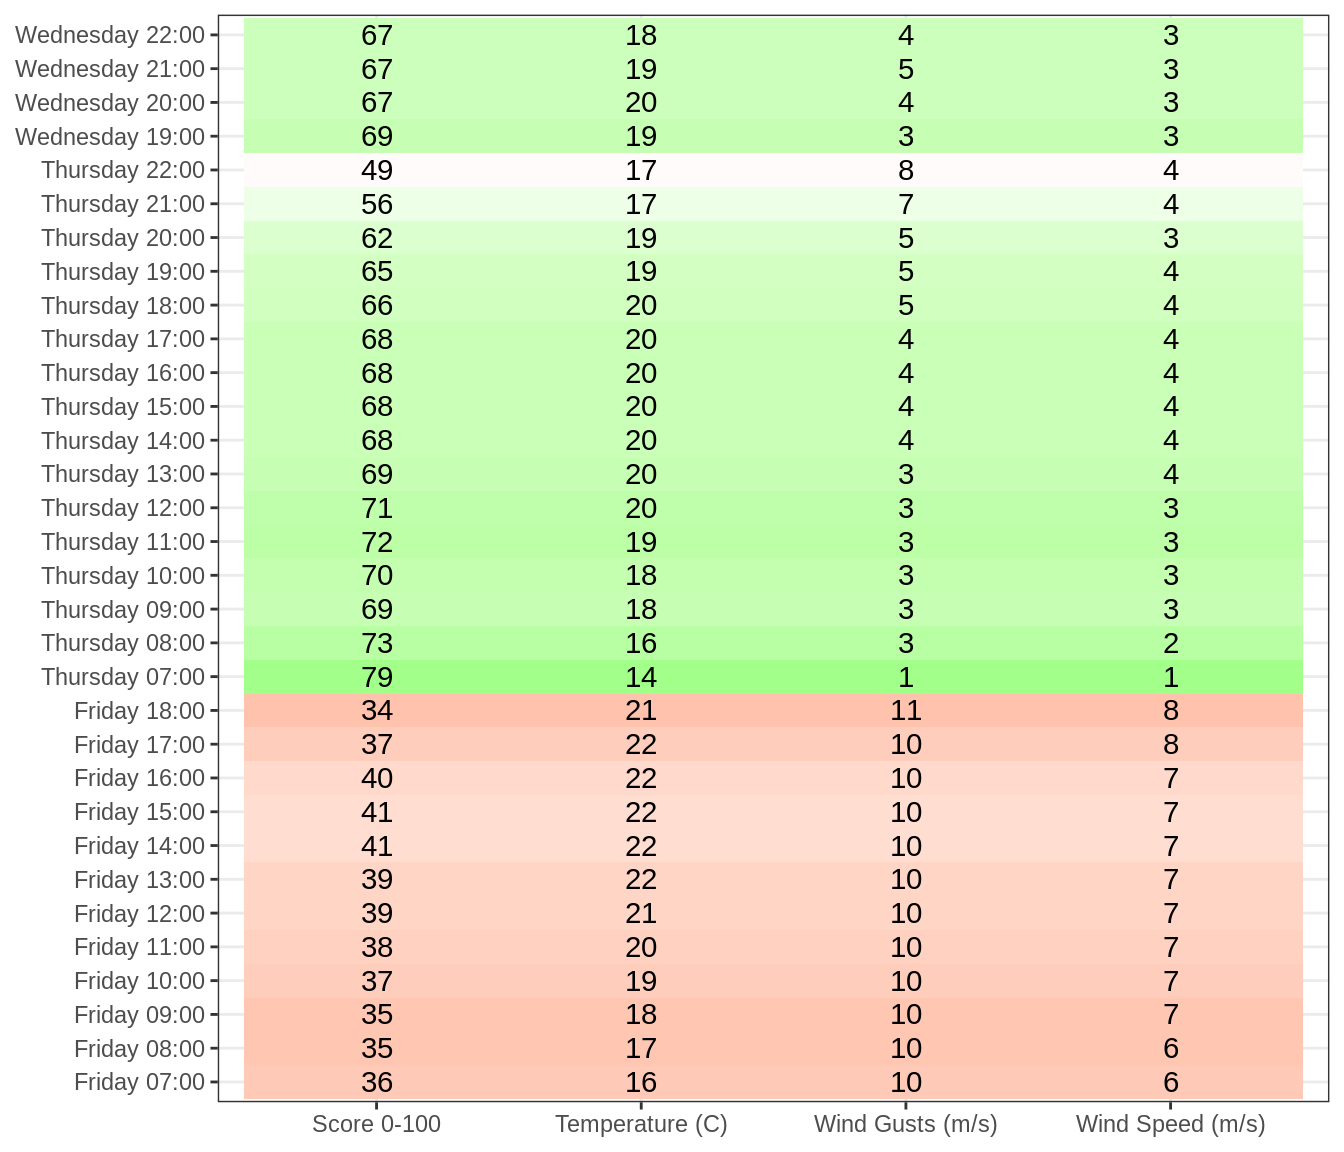 Wednesday 22:00 67 18 4 3
Wednesday 21:00 67 19 5 3
Wednesday 20:00 67 20 4 3
Wednesday 19:00 69 19 3 3
Thursday 22:00 49 17 8 4
Thursday 21:00 56 17 7 4
Thursday 20:00 62 19 5 3
Thursday 19:00 65 19 5 4
Thursday 18:00 66 20 5 4
Thursday 17:00 68 20 4 4
Thursday 16:00 68 20 4 4
Thursday 15:00 68 20 4 4
Thursday 14:00 68 20 4 4
Thursday 13:00 69 20 3 4
Thursday 12:00 71 20 3 3
Thursday 11:00 72 19 3 3
Thursday 10:00 70 18 3 3
Thursday 09:00 69 18 3 3
Thursday 08:00 73 16 3 2
Thursday 07:00 79 14 1 1
Friday 18:00 34 21 11 8
Friday 17:00 37 22 10 8
Friday 16:00 40 22 10 7
Friday 15:00 41 22 10 7
Friday 14:00 41 22 10 7
Friday 13:00 39 22 10 7
Friday 12:00 39 21 10 7
Friday 11:00 38 20 10 7
Friday 10:00 37 19 10 7
Friday 09:00 35 18 10 7
Friday 08:00 35 17 10 6
Friday 07:00 36 16 10 6
Score 0-100 Temperature (C) Wind Gusts (m/s) Wind Speed (m/s)